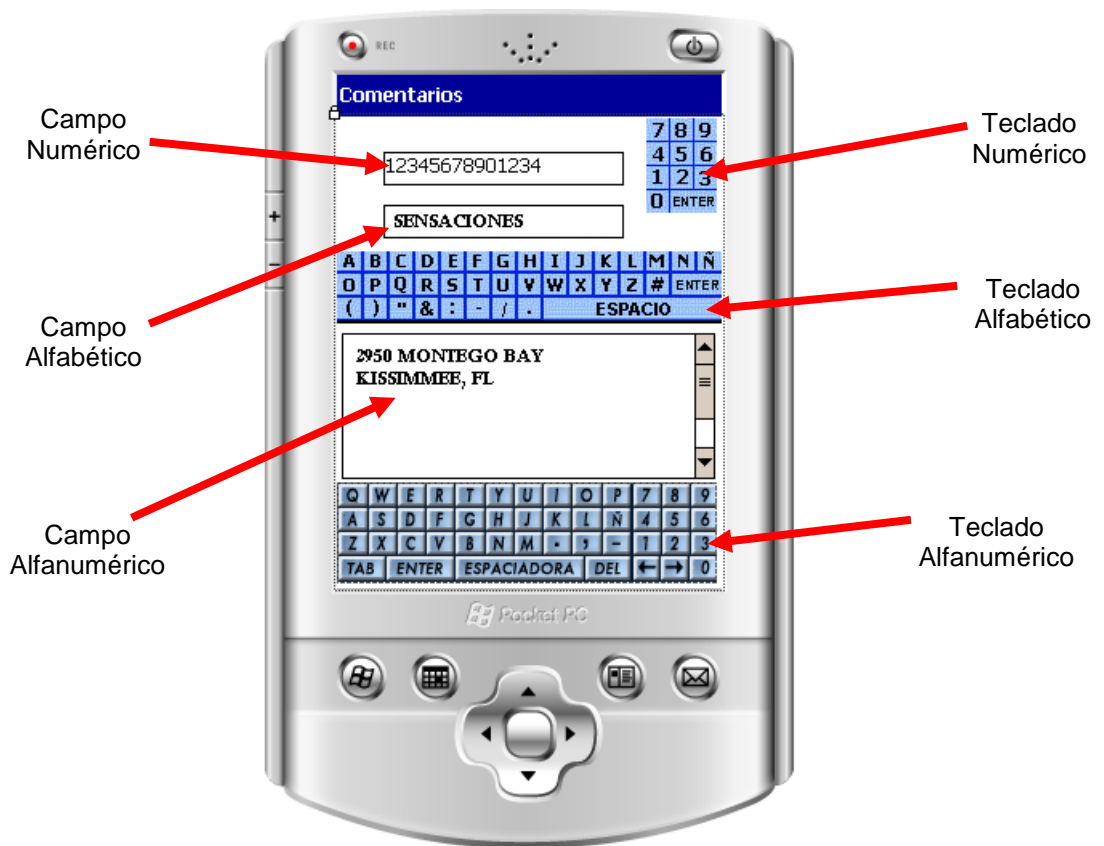 REC
Comentarios
Campo
Numérico
Teclado
Numérico
7 8 9
4 5 6
1 2 3
0 ENTER
12345678901234
SENSACIONES
Campo
Alfabético
Teclado
Alfabético
A B C D E F G H I J K L M N Ñ
O P Q R S T U V W X Y Z # ENTER
( ) " & : - / . ESPACIO
2950 MONTEGO BAY
KISSIMMEE, FL
Campo
Alfanumérico
Teclado
Alfanumérico
Q W E R T Y U I O P 7 8 9
A S D F G H J K L Ñ 4 5 6
Z X C V B N M . , - 1 2 3
TAB ENTER ESPACIADORA DEL ← → 0
Pocket PC
+
-